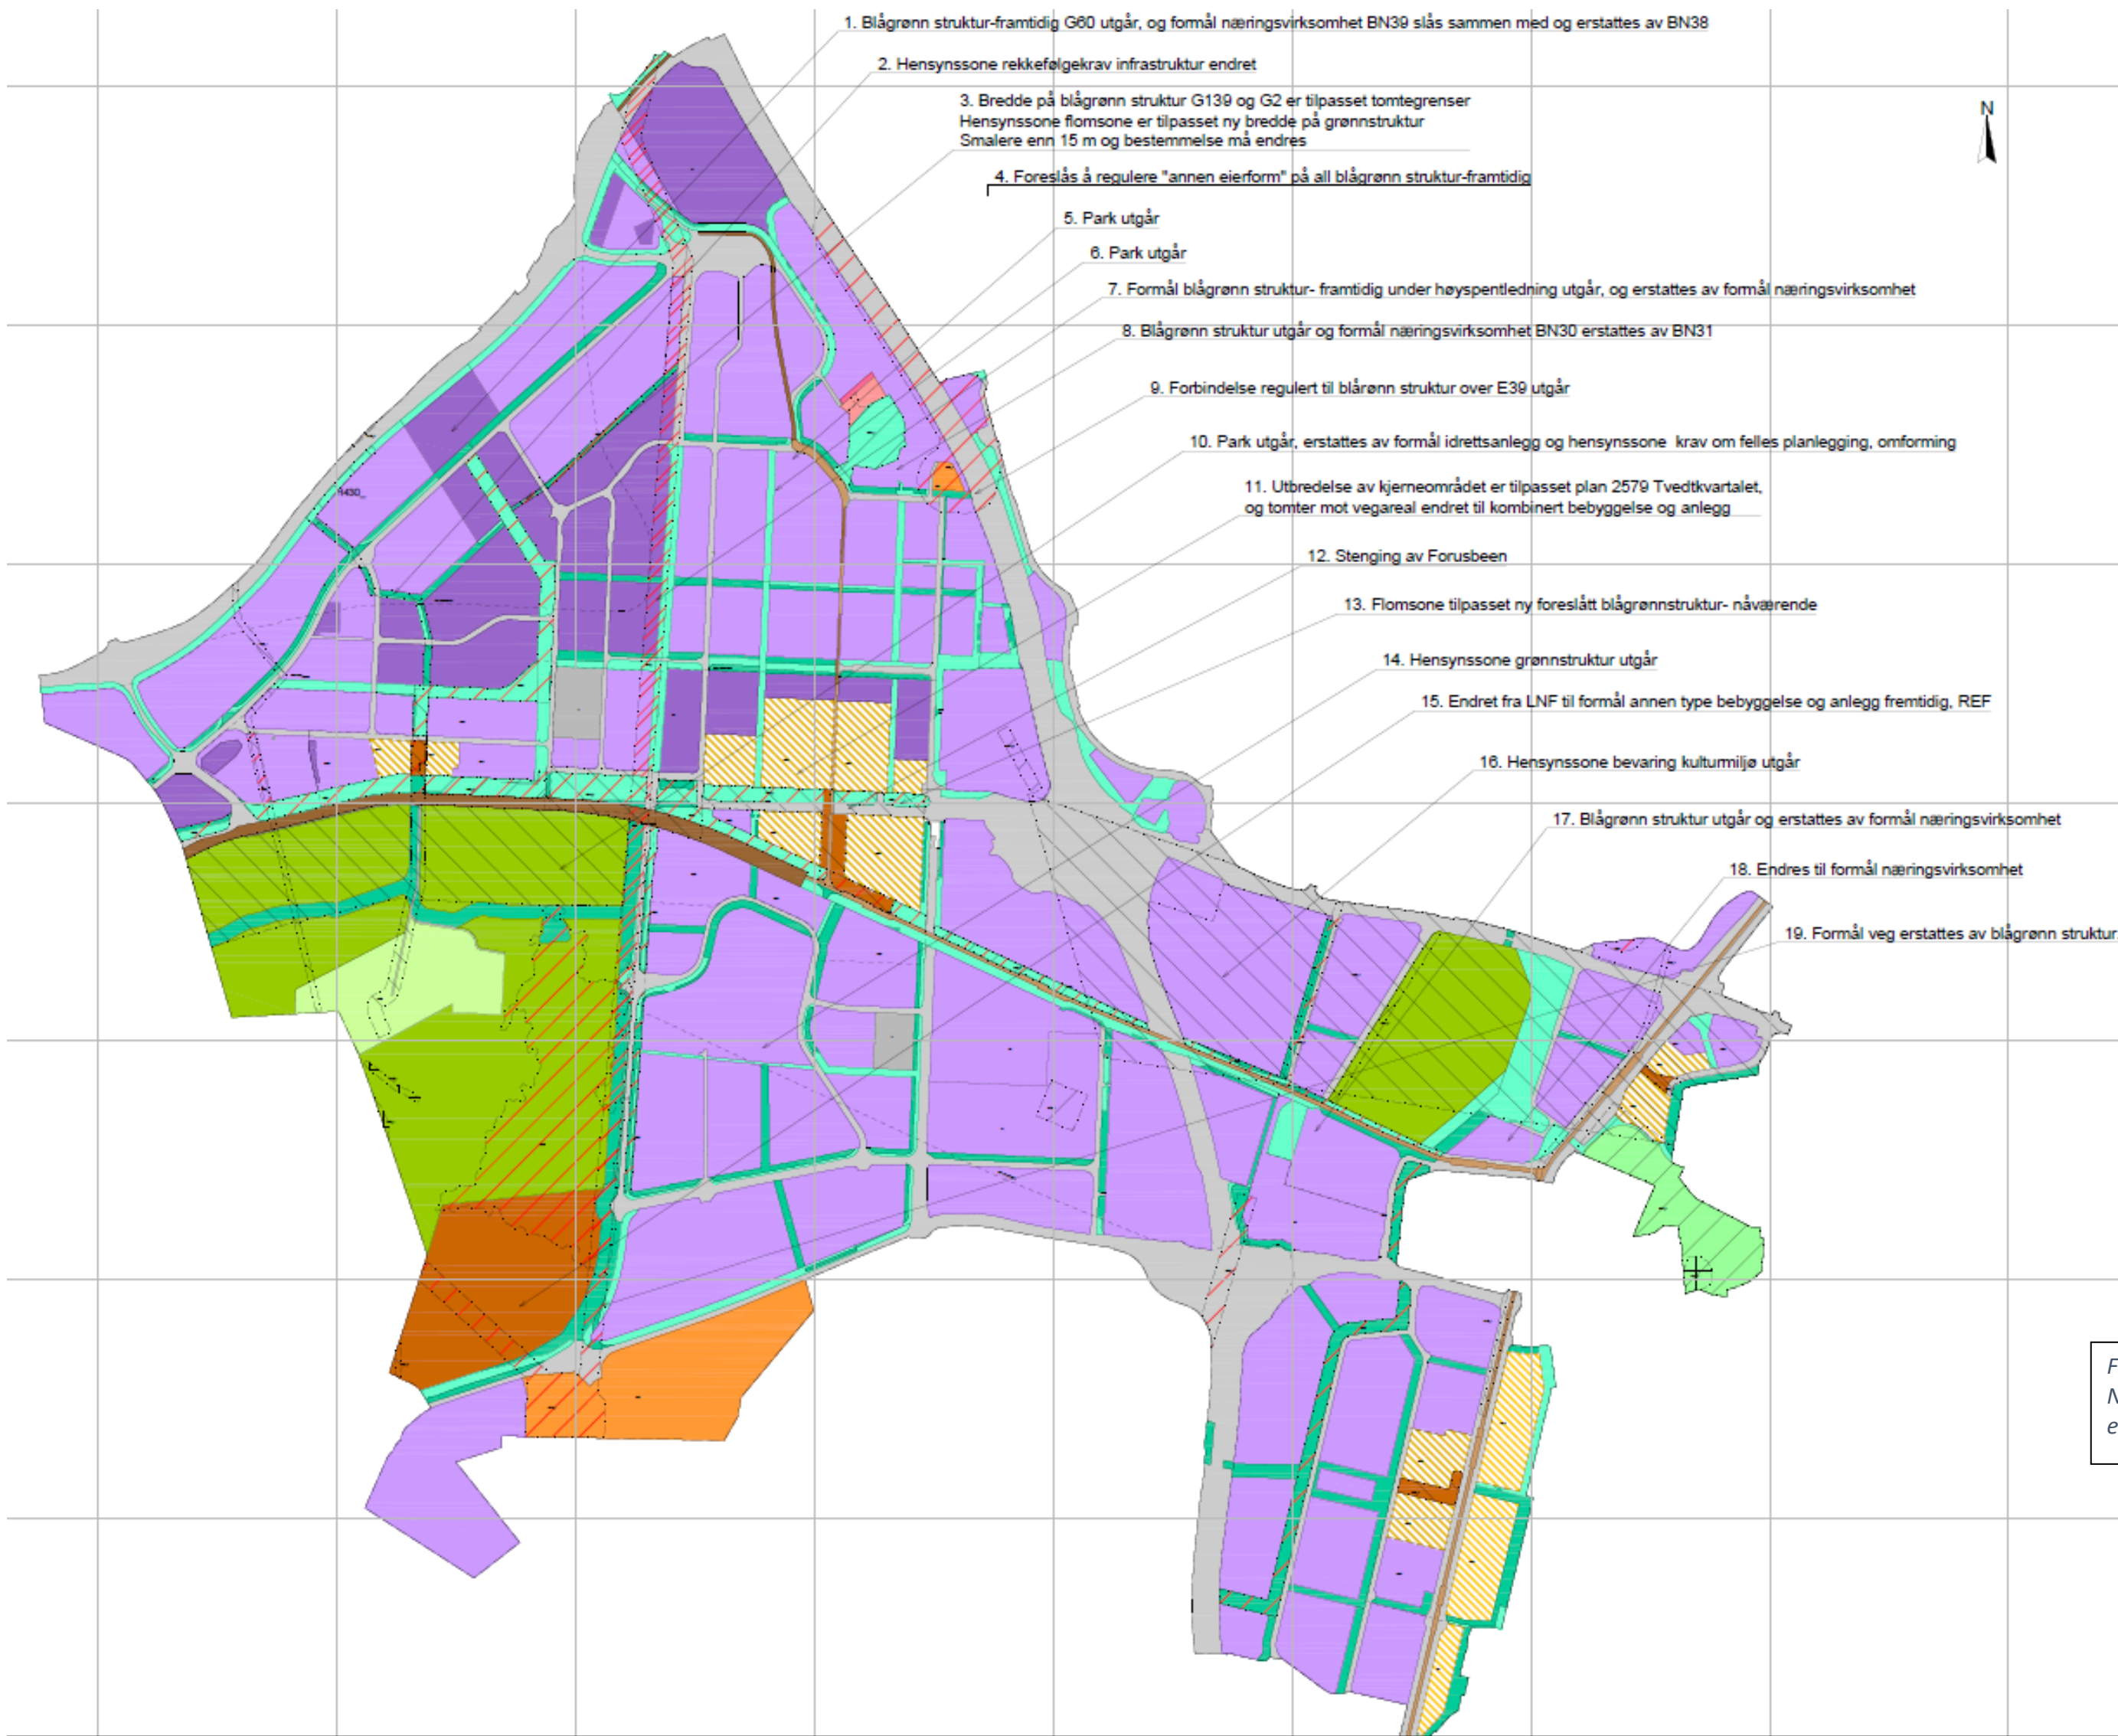 1. Blågrønn struktur-framtidig G60 utgår, og formål næringsvirksomhet BN39 slås sammen med og erstattes av BN38
2. Hensynssone rekkefølgekrav infrastruktur endret
3. Bredde på blågrønn struktur G139 og G2 er tilpasset tomtegrenser
Hensynssone flomsone er tilpasset ny bredde på grønnstruktur
Smalere enn 15 m og bestemmelse må endres
N
4. Foreslås å regulere "annen eierform" på all blågrønn struktur-framtidig
5. Park utgår
6. Park utgår
7. Formål blågrønn struktur- framtidig under høyspentledning utgår, og erstattes av formål næringsvirksomhet
8. Blågrønn struktur utgår og formål næringsvirksomhet BN30 erstattes av BN31
9. Forbindelse regulert til blårønn struktur over E39 utgår
10. Park utgår, erstattes av formål idrettsanlegg og hensynssone krav om felles planlegging, omforming
11. Utbredelse av kjerneområdet er tilpasset plan 2579 Tvedtkvartalet,
og tomter mot vegareal endret til kombinert bebyggelse og anlegg
12. Stenging av Forusbeen
13. Flomsone tilpasset ny foreslått blågrønnstruktur- nåværende
14. Hensynssone grønnstruktur utgår
15. Endret fra LNF til formål annen type bebyggelse og anlegg fremtidig, REF
16. Hensynssone bevaring kulturmiljø utgår
17. Blågrønn struktur utgår og erstattes av formål næringsvirksomhet
18. Endres til formål næringsvirksomhet
19. Formål veg erstattes av blågrønn struktur
F
N
e